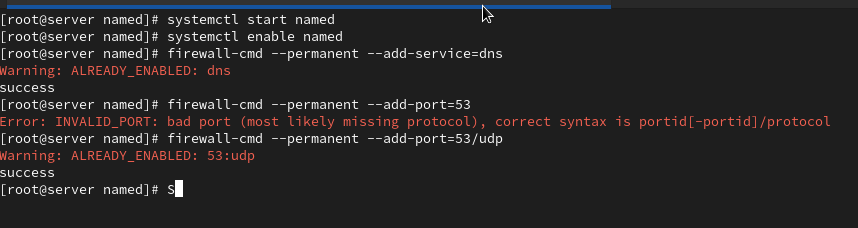 [root@server named]# systemctl start named
[root@server named]# systemctl enable named
[root@server named]# firewall-cmd --permanent --add-service=dns
Warning: ALREADY_ENABLED: dns
success
[root@server named]# firewall-cmd --permanent --add-port=53
Error: INVALID_PORT: bad port (most likely missing protocol), correct syntax is portid[-portid]/protocol
[root@server named]# firewall-cmd --permanent --add-port=53/udp
Warning: ALREADY_ENABLED: 53:udp
success
[root@server named]# S